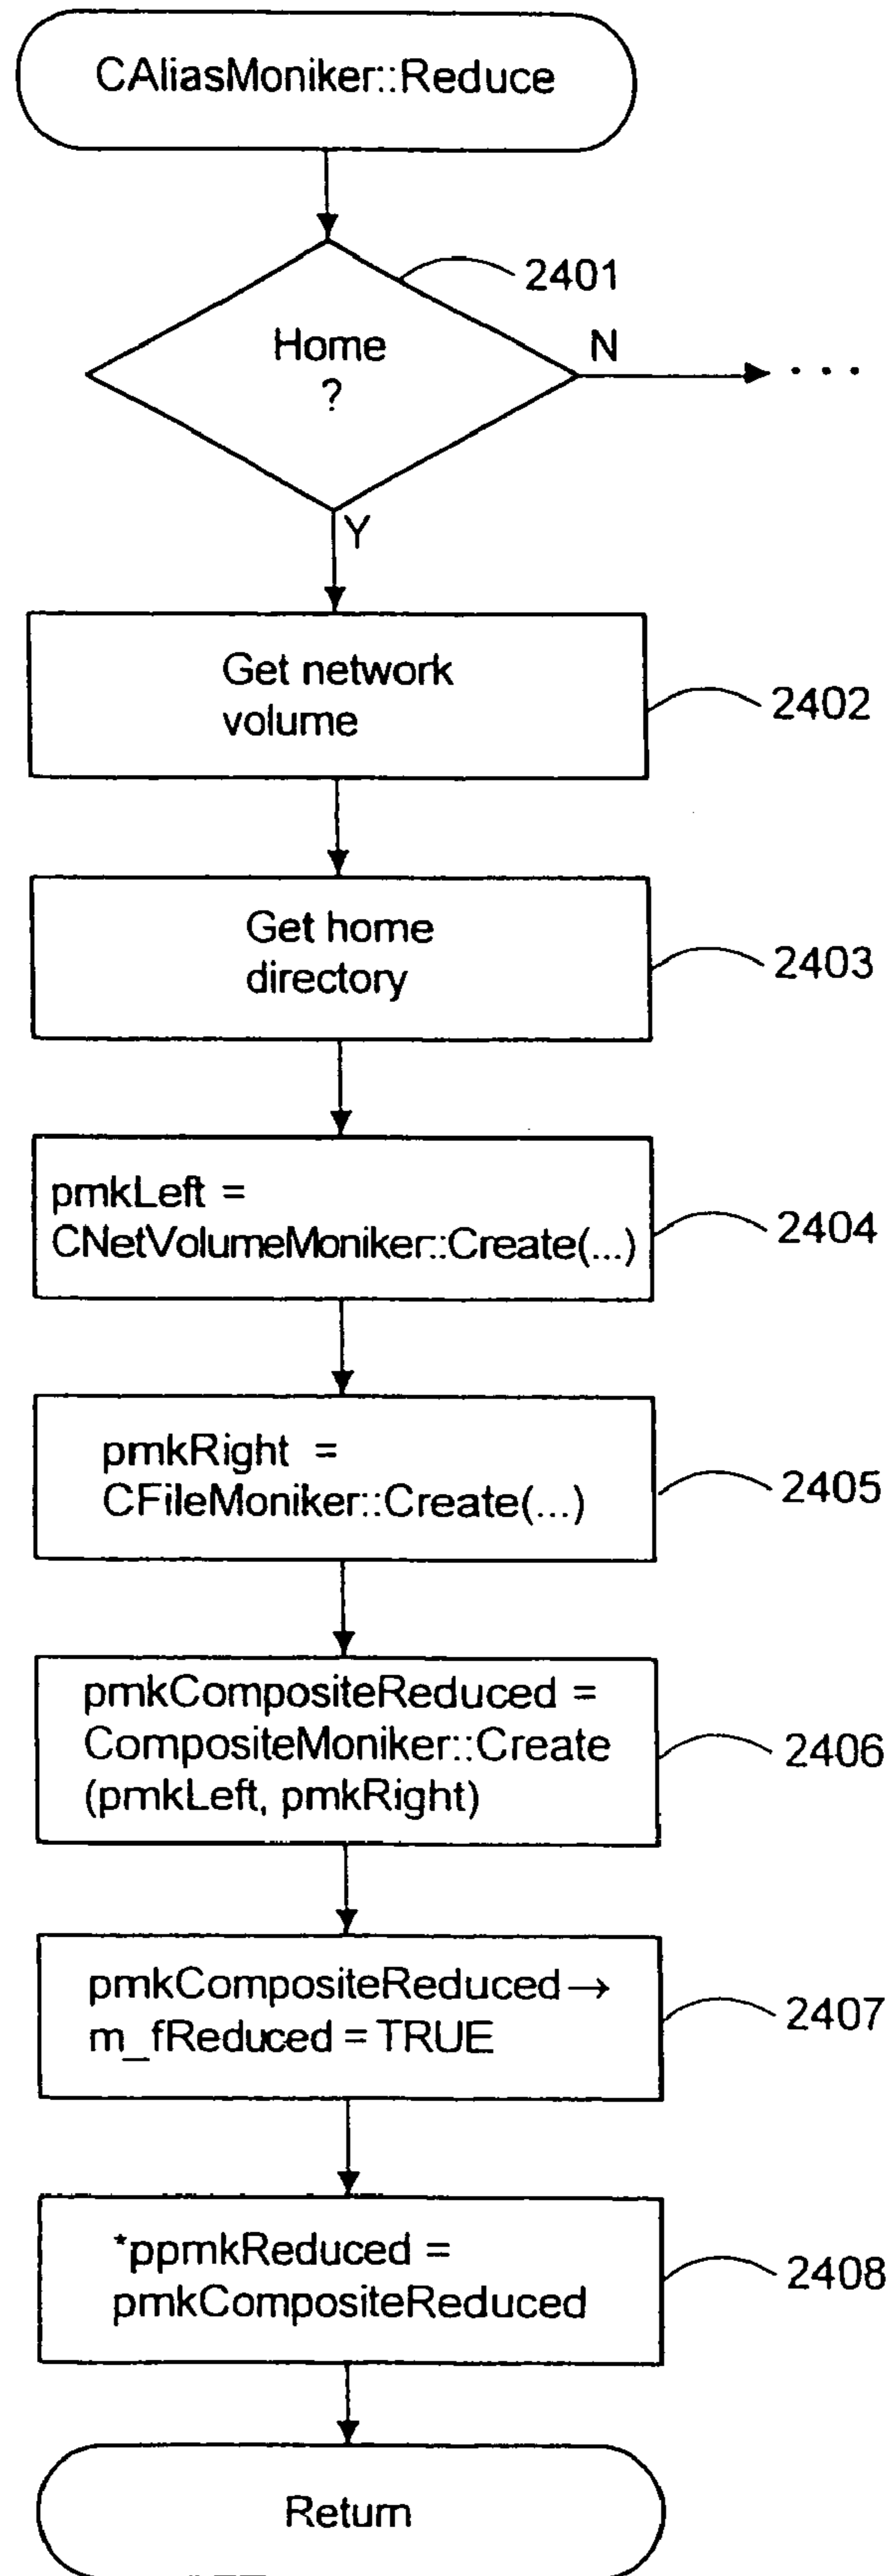 CAliasMoniker::Reduce
2401
Home
?
N
. . .
Y
Get network
volume
2402
Get home
directory
2403
pmkLeft =
CNetVolumeMoniker::Create(...)
2404
pmkRight =
CFileMoniker::Create(...)
2405
pmkCompositeReduced =
CompositeMoniker::Create
(pmkLeft, pmkRight)
2406
pmkCompositeReduced→
m_fReduced = TRUE
2407
*ppmkReduced =
pmkCompositeReduced
2408
Return